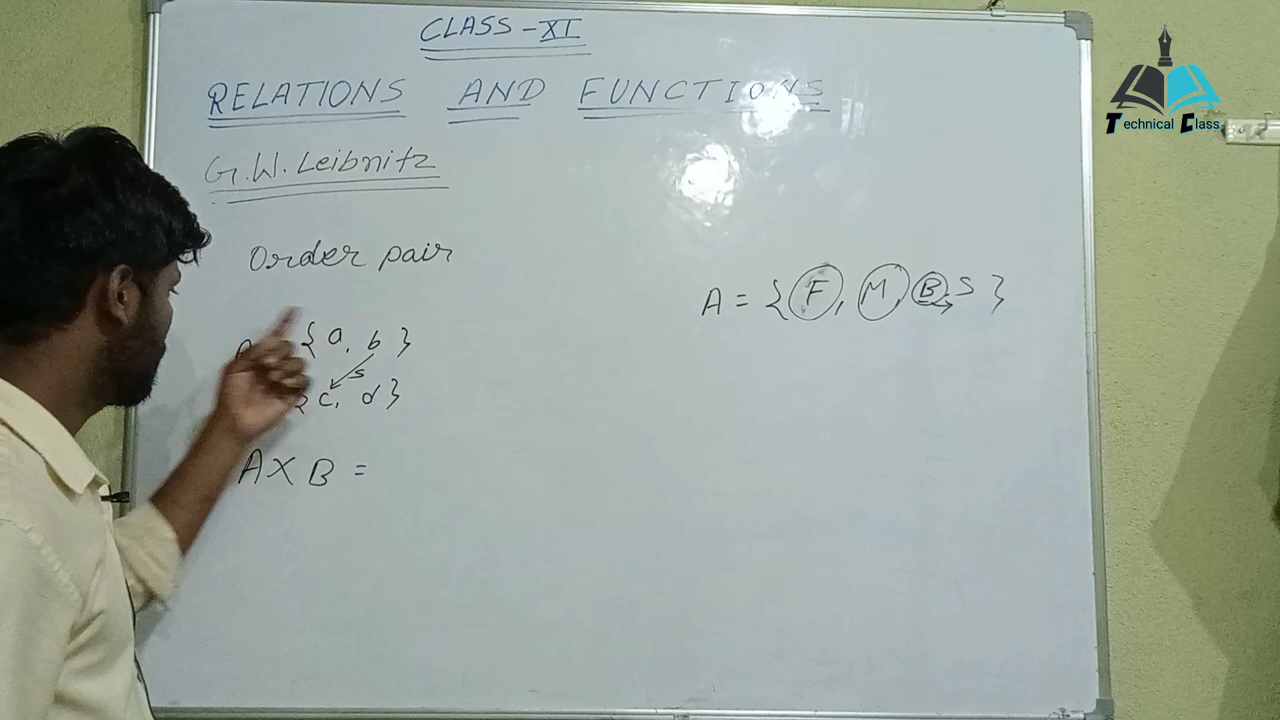 CLASS - XI
RELATIONS AND FUNCTIONS
Technical Class
G.W. Leibnitz
Order pair
A = {F, M, B, S}
{a, b}
s
{c, d}
A X B =